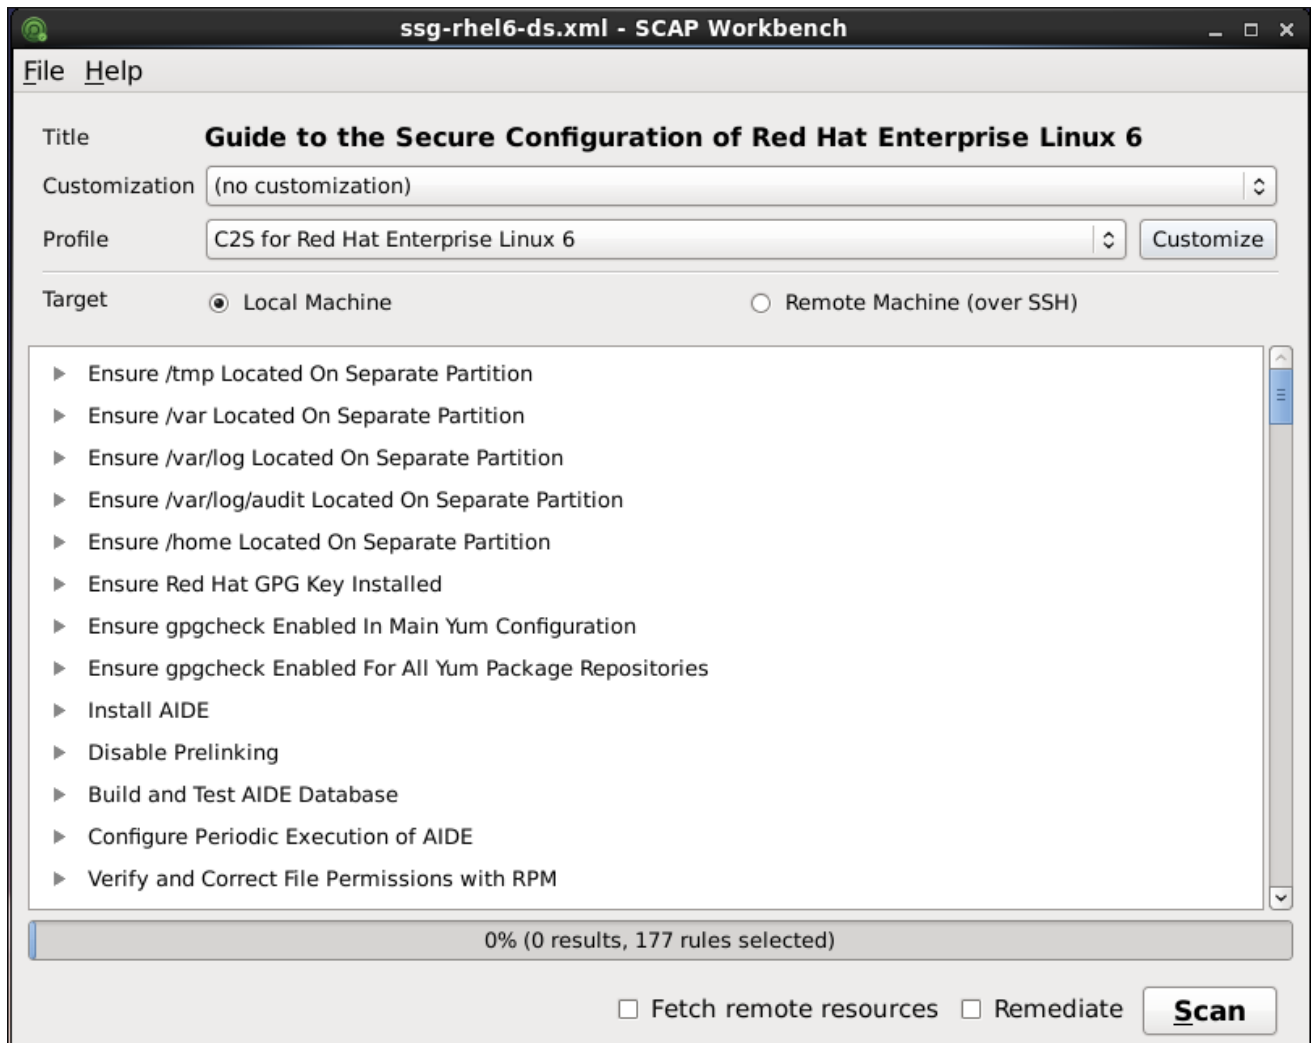 ssg-rhel6-ds.xml - SCAP Workbench
File Help
Title Guide to the Secure Configuration of Red Hat Enterprise Linux 6
Customization (no customization)
Profile C2S for Red Hat Enterprise Linux 6 Customize
Target Local Machine Remote Machine (over SSH)
Ensure /tmp Located On Separate Partition
Ensure /var Located On Separate Partition
Ensure /var/log Located On Separate Partition
Ensure /var/log/audit Located On Separate Partition
Ensure /home Located On Separate Partition
Ensure Red Hat GPG Key Installed
Ensure gpgcheck Enabled In Main Yum Configuration
Ensure gpgcheck Enabled For All Yum Package Repositories
Install AIDE
Disable Prelinking
Build and Test AIDE Database
Configure Periodic Execution of AIDE
Verify and Correct File Permissions with RPM
0% (0 results, 177 rules selected)
Fetch remote resources Remediate Scan